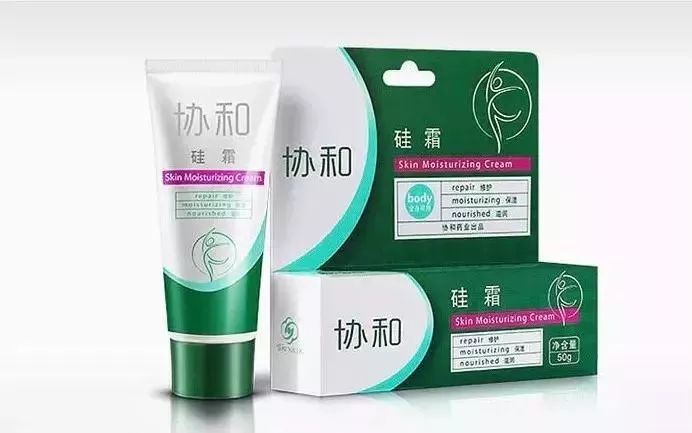 协和
硅霜
Skin Moisturizing Cream
repair 修护
moisturizing 保湿
nourished 滋润
协和
硅霜
Skin Moisturizing Cream
body
repair 修护
moisturizing 保湿
nourished 滋润
协和药业出品
协和
硅霜
Skin Moisturizing Cream
repair 修护
moisturizing 保湿
nourished 滋润
净含量
50g